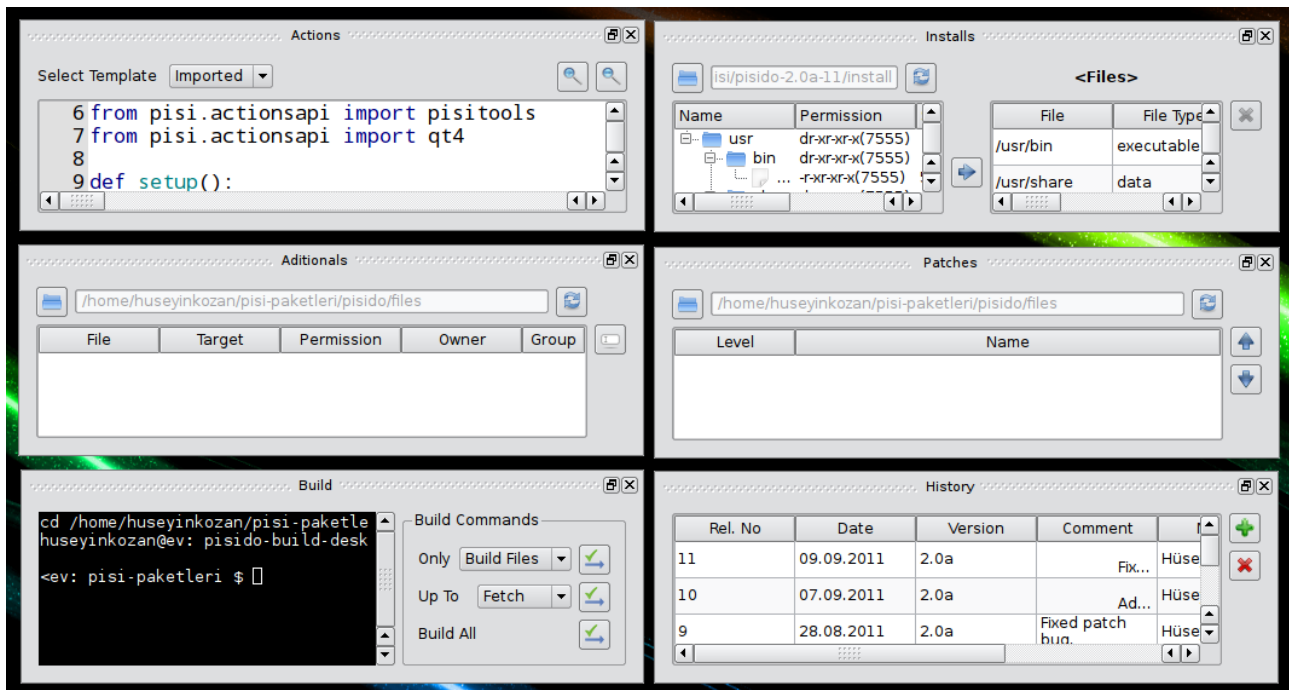 Actions
Select Template Imported
6 from pisi.actionsapi import pisitools
7 from pisi.actionsapi import qt4
8
9 def setup():
Installs
isi/pisido-2.0a-11/install
<Files>
Name Permission
usr dr-xr-xr-x(7555)
bin dr-xr-xr-x(7555)
... -r-xr-xr-x(7555)
File File Type
/usr/bin executable
/usr/share data
Aditionals
/home/huseyinkozan/pisi-paketleri/pisido/files
File Target Permission Owner Group
Patches
/home/huseyinkozan/pisi-paketleri/pisido/files
Level Name
Build
cd /home/huseyinkozan/pisi-paketle
huseyinkozan@ev: pisido-build-desk
<ev: pisi-paketleri $
Build Commands
Only Build Files
Up To Fetch
Build All
History
Rel. No Date Version Comment
11 09.09.2011 2.0a Fix... Hüse
10 07.09.2011 2.0a Ad... Hüse
9 28.08.2011 2.0a Fixed patch bug. Hüse